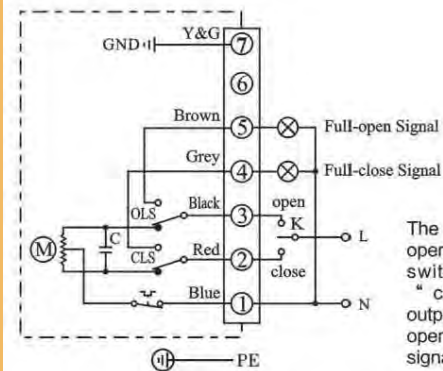 Y&G
GND
7
6
Brown
5
Full-open Signal
Grey
4
Full-close Signal
OLS
Black
3
open
K
L
M
C
CLS
Red
2
close
Blue
1
N
PE
The
open
swit
" c
outp
open
signa